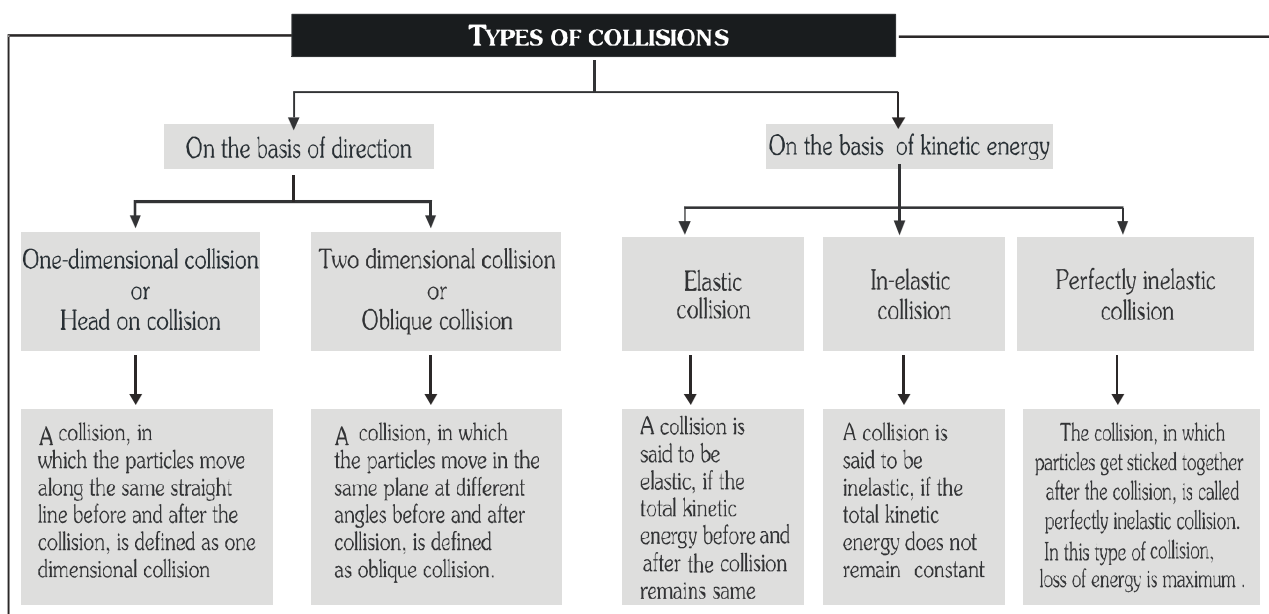 TYPES OF COLLISIONS
On the basis of direction
On the basis of kinetic energy
One-dimensional collision
or
Head on collision
Two dimensional collision
or
Oblique collision
Elastic
collision
In-elastic
collision
Perfectly inelastic
collision
A collision, in
which the particles move
along the same straight
line before and after the
collision, is defined as one
dimensional collision
A collision, in which
the particles move in the
same plane at different
angles before and after
collision, is defined
as oblique collision.
A collision is
said to be
elastic, if the
total kinetic
energy before and
after the collision
remains same
A collision is
said to be
inelastic, if the
total kinetic
energy does not
remain constant
The collision, in which
particles get sticked together
after the collision, is called
perfectly inelastic collision.
In this type of collision,
loss of energy is maximum .